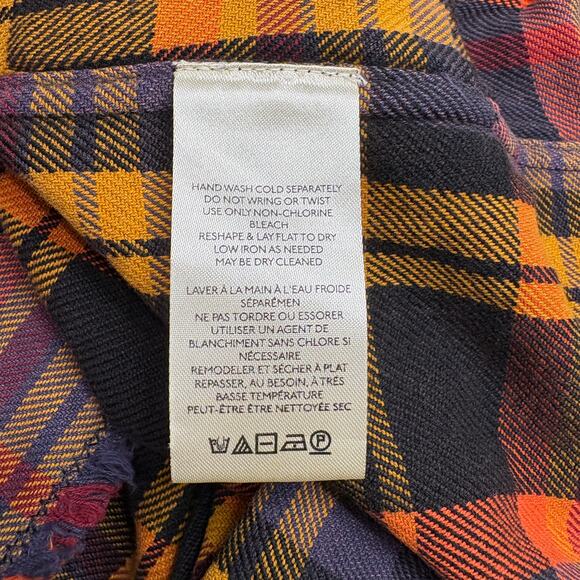 HAND WASH COLD SEPARATELY
DO NOT WRING OR TWIST
USE ONLY NON-CHLORINE
BLEACH
RESHAPE & LAY FLAT TO DRY
LOW IRON AS NEEDED
MAY BE DRY CLEANED
LAVER À LA MAIN À L'EAU FROIDE
SÉPARÉMEN
NE PAS TORDRE OU ESSORER
UTILISER UN AGENT DE
BLANCHIMENT SANS CHLORE SI
NÉCESSAIRE
REMODELER ET SÉCHER À PLAT
REPASSER, AU BESOIN, À TRÈS
BASSE TEMPÉRATURE
PEUT-ÊTRE ÊTRE NETTOYÉE SEC
P